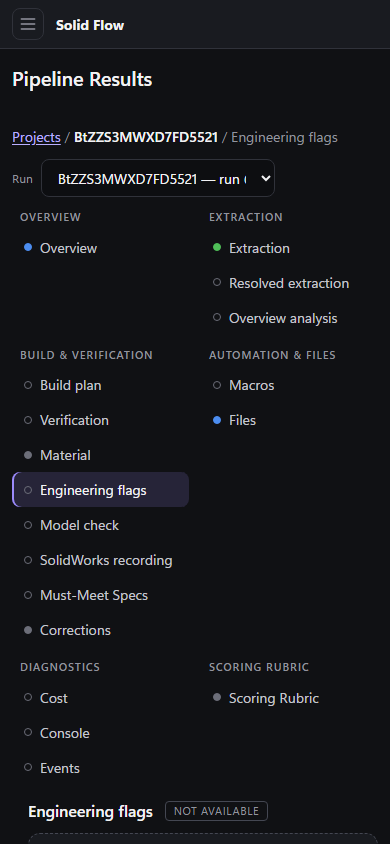 Solid Flow
Pipeline Results
Projects / BtZZS3MWXD7FD5521 / Engineering flags
Run BtZZS3MWXD7FD5521 — run
OVERVIEW
Overview
EXTRACTION
Extraction
Resolved extraction
Overview analysis
BUILD & VERIFICATION
Build plan
Verification
Material
Engineering flags
Model check
SolidWorks recording
Must-Meet Specs
Corrections
AUTOMATION & FILES
Macros
Files
DIAGNOSTICS
Cost
Console
Events
SCORING RUBRIC
Scoring Rubric
Engineering flags NOT AVAILABLE